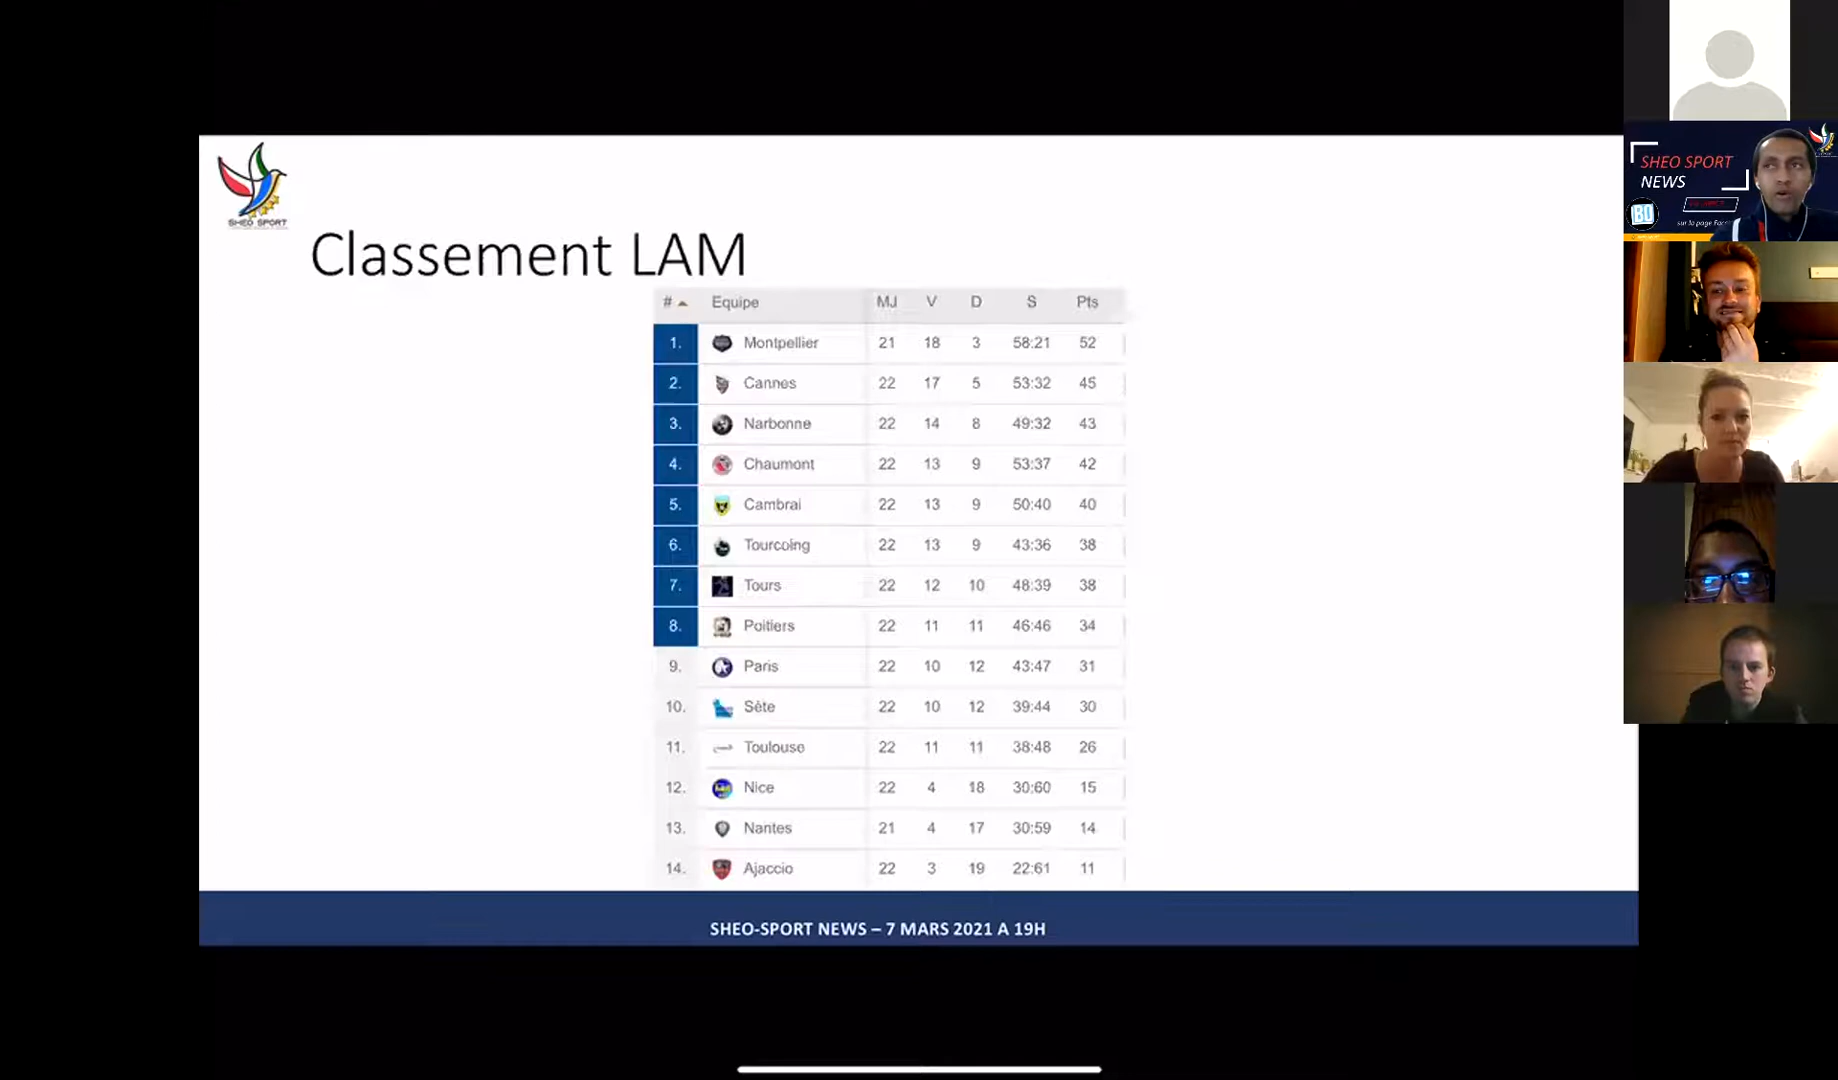 SHEO SPORT
Classement LAM
# Equipe MJ V D S Pts
1. Montpellier 21 18 3 58:21 52
2. Cannes 22 17 5 53:32 45
3. Narbonne 22 14 8 49:32 43
4. Chaumont 22 13 9 53:37 42
5. Cambrai 22 13 9 50:40 40
6. Tourcoing 22 13 9 43:36 38
7. Tours 22 12 10 48:39 38
8. Poitiers 22 11 11 46:46 34
9. Paris 22 10 12 43:47 31
10. Sète 22 10 12 39:44 30
11. Toulouse 22 11 11 38:48 26
12. Nice 22 4 18 30:60 15
13. Nantes 21 4 17 30:59 14
14. Ajaccio 22 3 19 22:61 11
SHEO-SPORT NEWS – 7 MARS 2021 A 19H
SHEO SPORT
NEWS
BO
sur la page